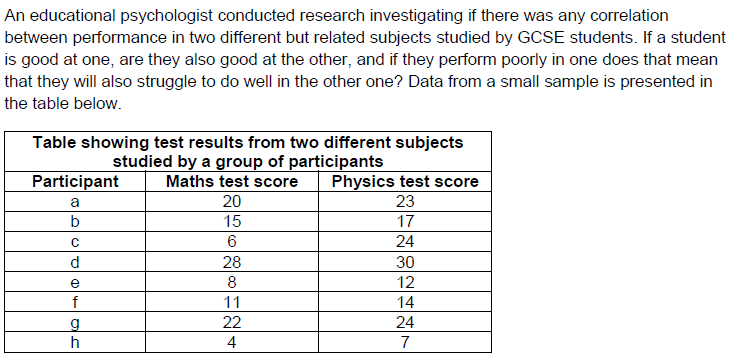 An educational psychologist conducted research investigating if there was any correlation
between performance in two different but related subjects studied by GCSE students. If a student
is good at one, are they also good at the other, and if they perform poorly in one does that mean
that they will also struggle to do well in the other one? Data from a small sample is presented in
the table below.
Table showing test results from two different subjects
studied by a group of participants
Participant Maths test score Physics test score
a 20 23
b 15 17
c 6 24
d 28 30
e 8 12
f 11 14
g 22 24
h 4 7